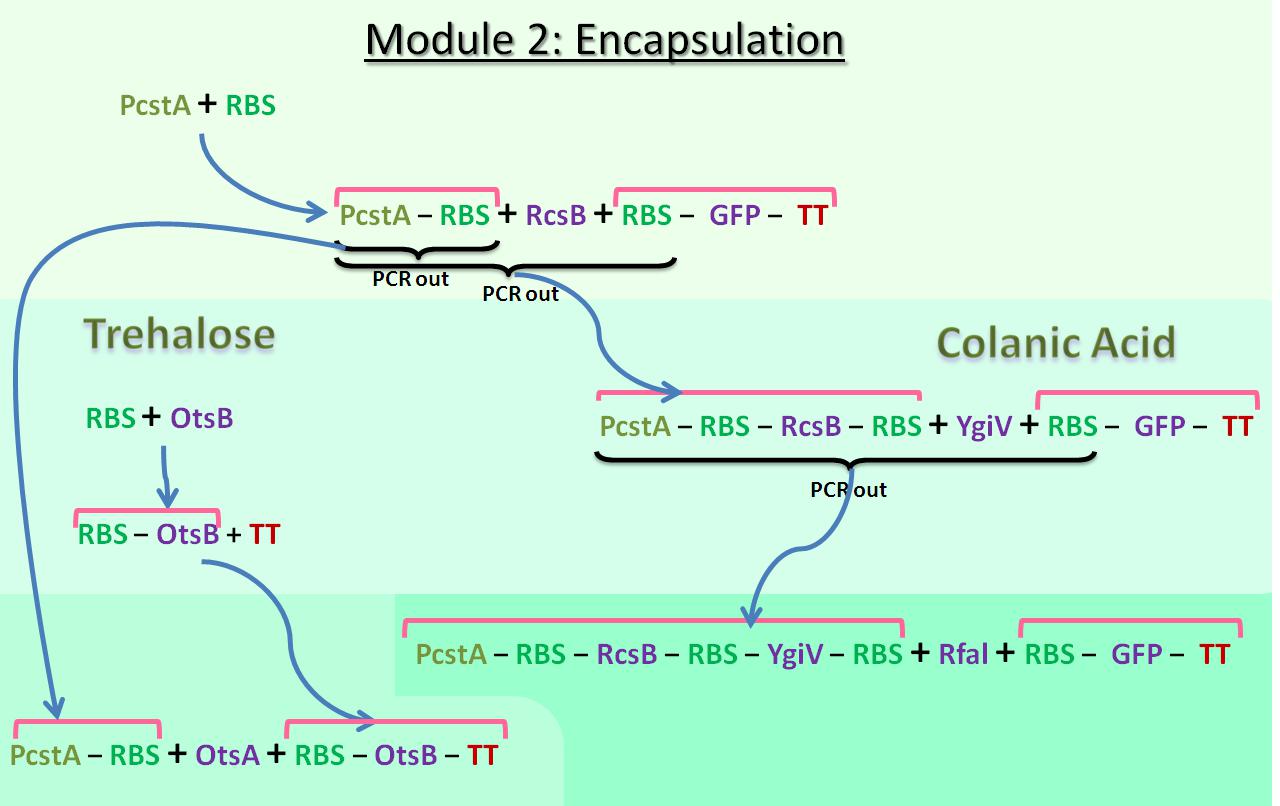 Module 2: Encapsulation
PcstA + RBS
PcstA – RBS + RcsB + RBS – GFP – TT
PCR out
PCR out
Trehalose
Colanic Acid
RBS + OtsB
PcstA – RBS – RcsB – RBS + YgiV + RBS – GFP – TT
PCR out
RBS – OtsB + TT
PcstA – RBS – RcsB – RBS – YgiV – RBS + RfaI + RBS – GFP – TT
PcstA – RBS + OtsA + RBS – OtsB – TT